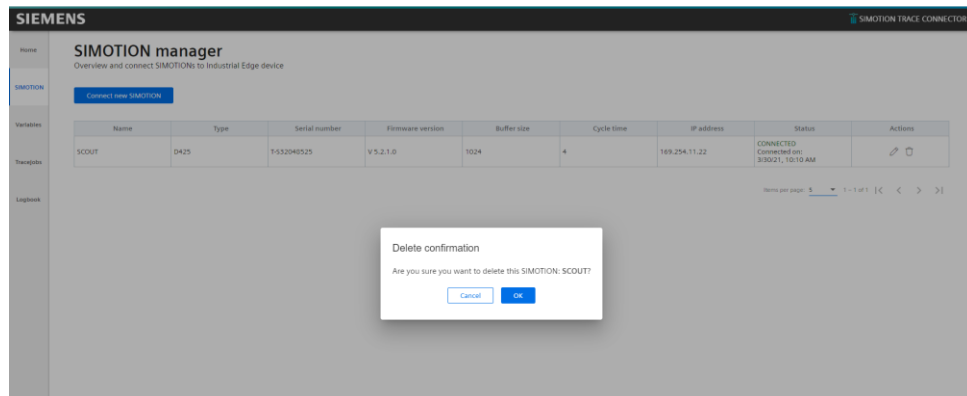 SIEMENS
SIMOTION TRACE CONNECTOR
Home
SIMOTION
Variables
Tracejobs
Logbook
SIMOTION manager
Overview and connect SIMOTIONs to Industrial Edge device
Connect new SIMOTION
Name Type Serial number Firmware version Buffer size Cycle time IP address Status Actions
SCOUT D425 T-S32040525 V 5.2.1.0 1024 4 169.254.11.22 CONNECTED
Connected on:
3/30/21, 10:10 AM
Items per page: 5 1 – 1 of 1
Delete confirmation
Are you sure you want to delete this SIMOTION: SCOUT?
Cancel OK